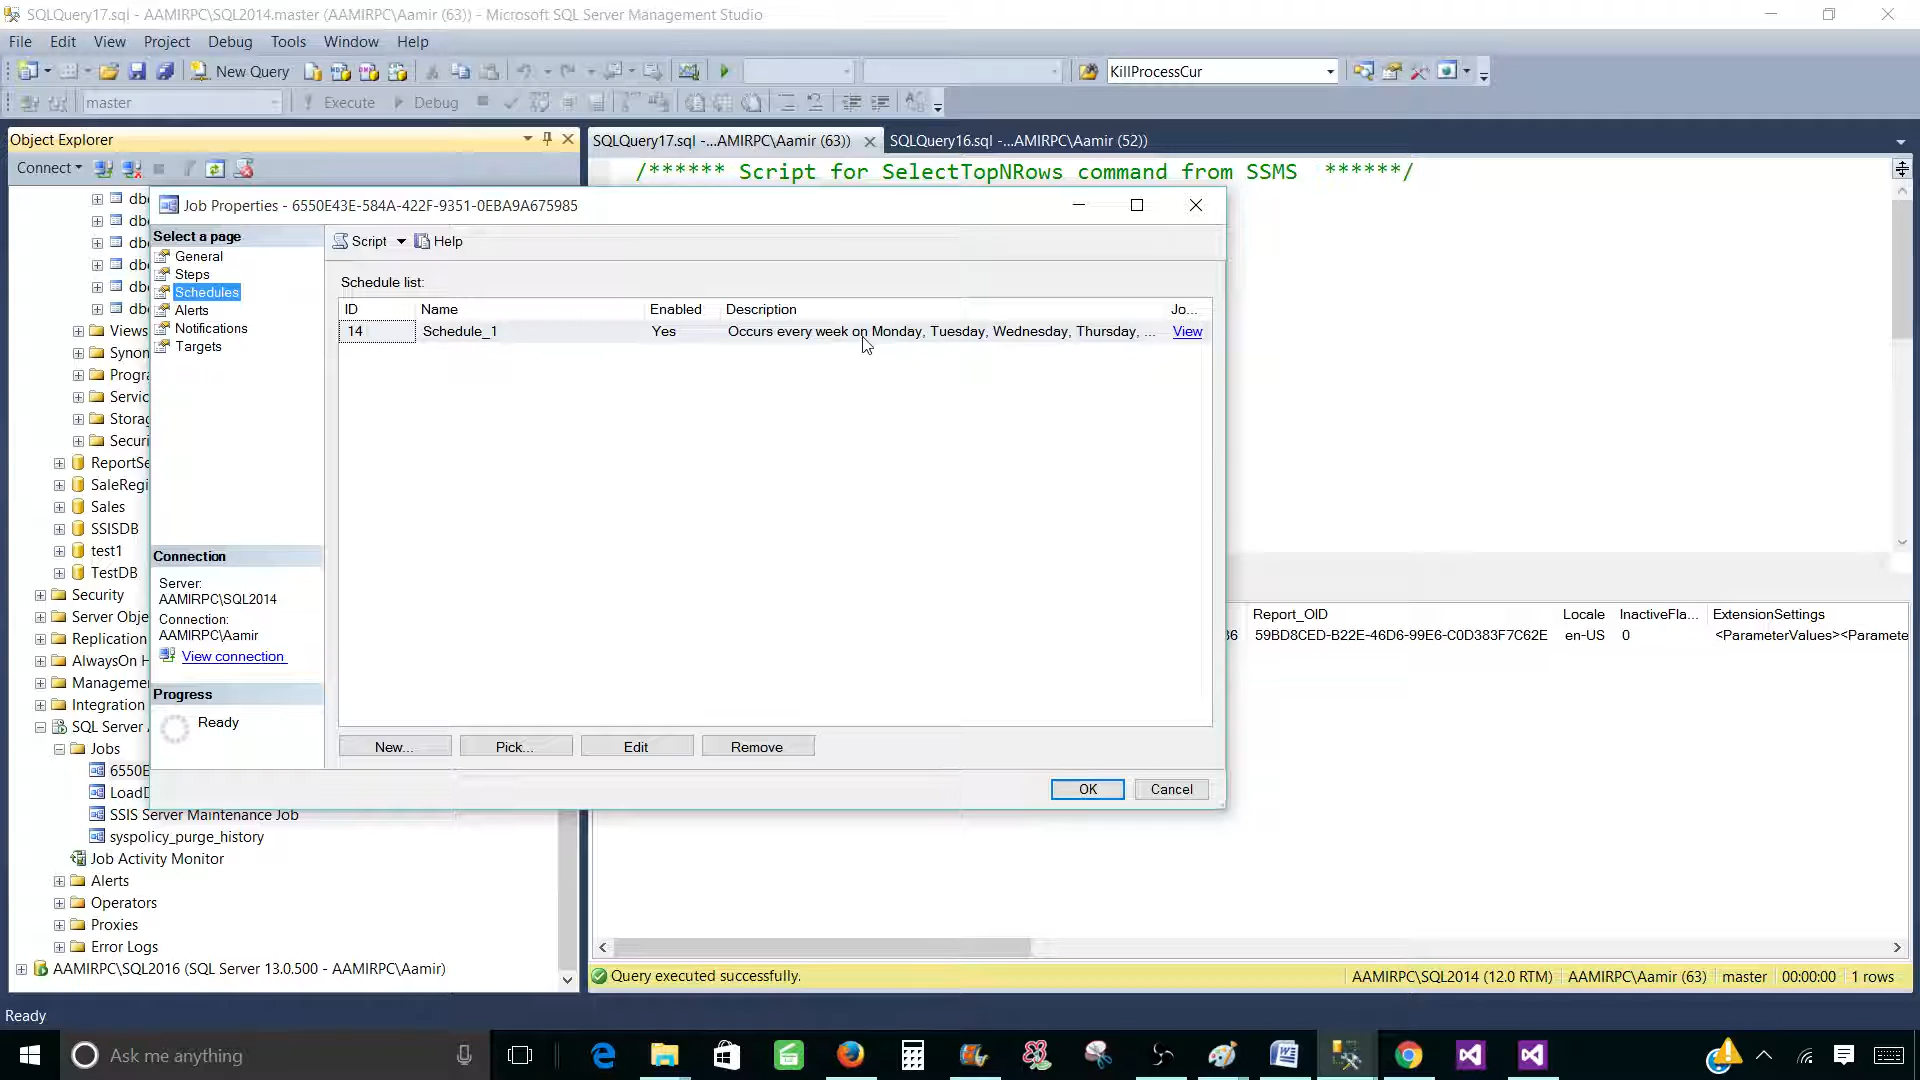 SQLQuery17.sql - AAMIRPC\SQL2014.master (AAMIRPC\Aamir (63)) - Microsoft SQL Server Management Studio
File Edit View Project Debug Tools Window Help
New Query KillProcessCur
master Execute Debug
Object Explorer
SQLQuery17.sql -...AMIRPC\Aamir (63)) SQLQuery16.sql -...AMIRPC\Aamir (52))
Connect
/****** Script for SelectTopNRows command from SSMS ******/
Job Properties - 6550E43E-584A-422F-9351-0EBA9A675985
Select a page
General
Steps
Schedules
Alerts
Notifications
Targets
Script Help
Schedule list:
ID Name Enabled Description Jo...
14 Schedule_1 Yes Occurs every week on Monday, Tuesday, Wednesday, Thursday, ... View
New... Pick... Edit Remove
OK Cancel
Connection
Server:
AAMIRPC\SQL2014
Connection:
AAMIRPC\Aamir
View connection
Progress
Ready
Views
Synon
Progra
Servic
Storag
Securi
ReportSe
SaleRegi
Sales
SSISDB
test1
TestDB
Security
Server Obje
Replication
AlwaysOn H
Manageme
Integration
SQL Server
Jobs
6550E
LoadD
SSIS Server Maintenance Job
syspolicy_purge_history
Job Activity Monitor
Alerts
Operators
Proxies
Error Logs
AAMIRPC\SQL2016 (SQL Server 13.0.500 - AAMIRPC\Aamir)
Report_OID Locale InactiveFla... ExtensionSettings
59BD8CED-B22E-46D6-99E6-C0D383F7C62E en-US 0 <ParameterValues><Paramete
Query executed successfully. AAMIRPC\SQL2014 (12.0 RTM) AAMIRPC\Aamir (63) master 00:00:00 1 rows
Ready
Ask me anything